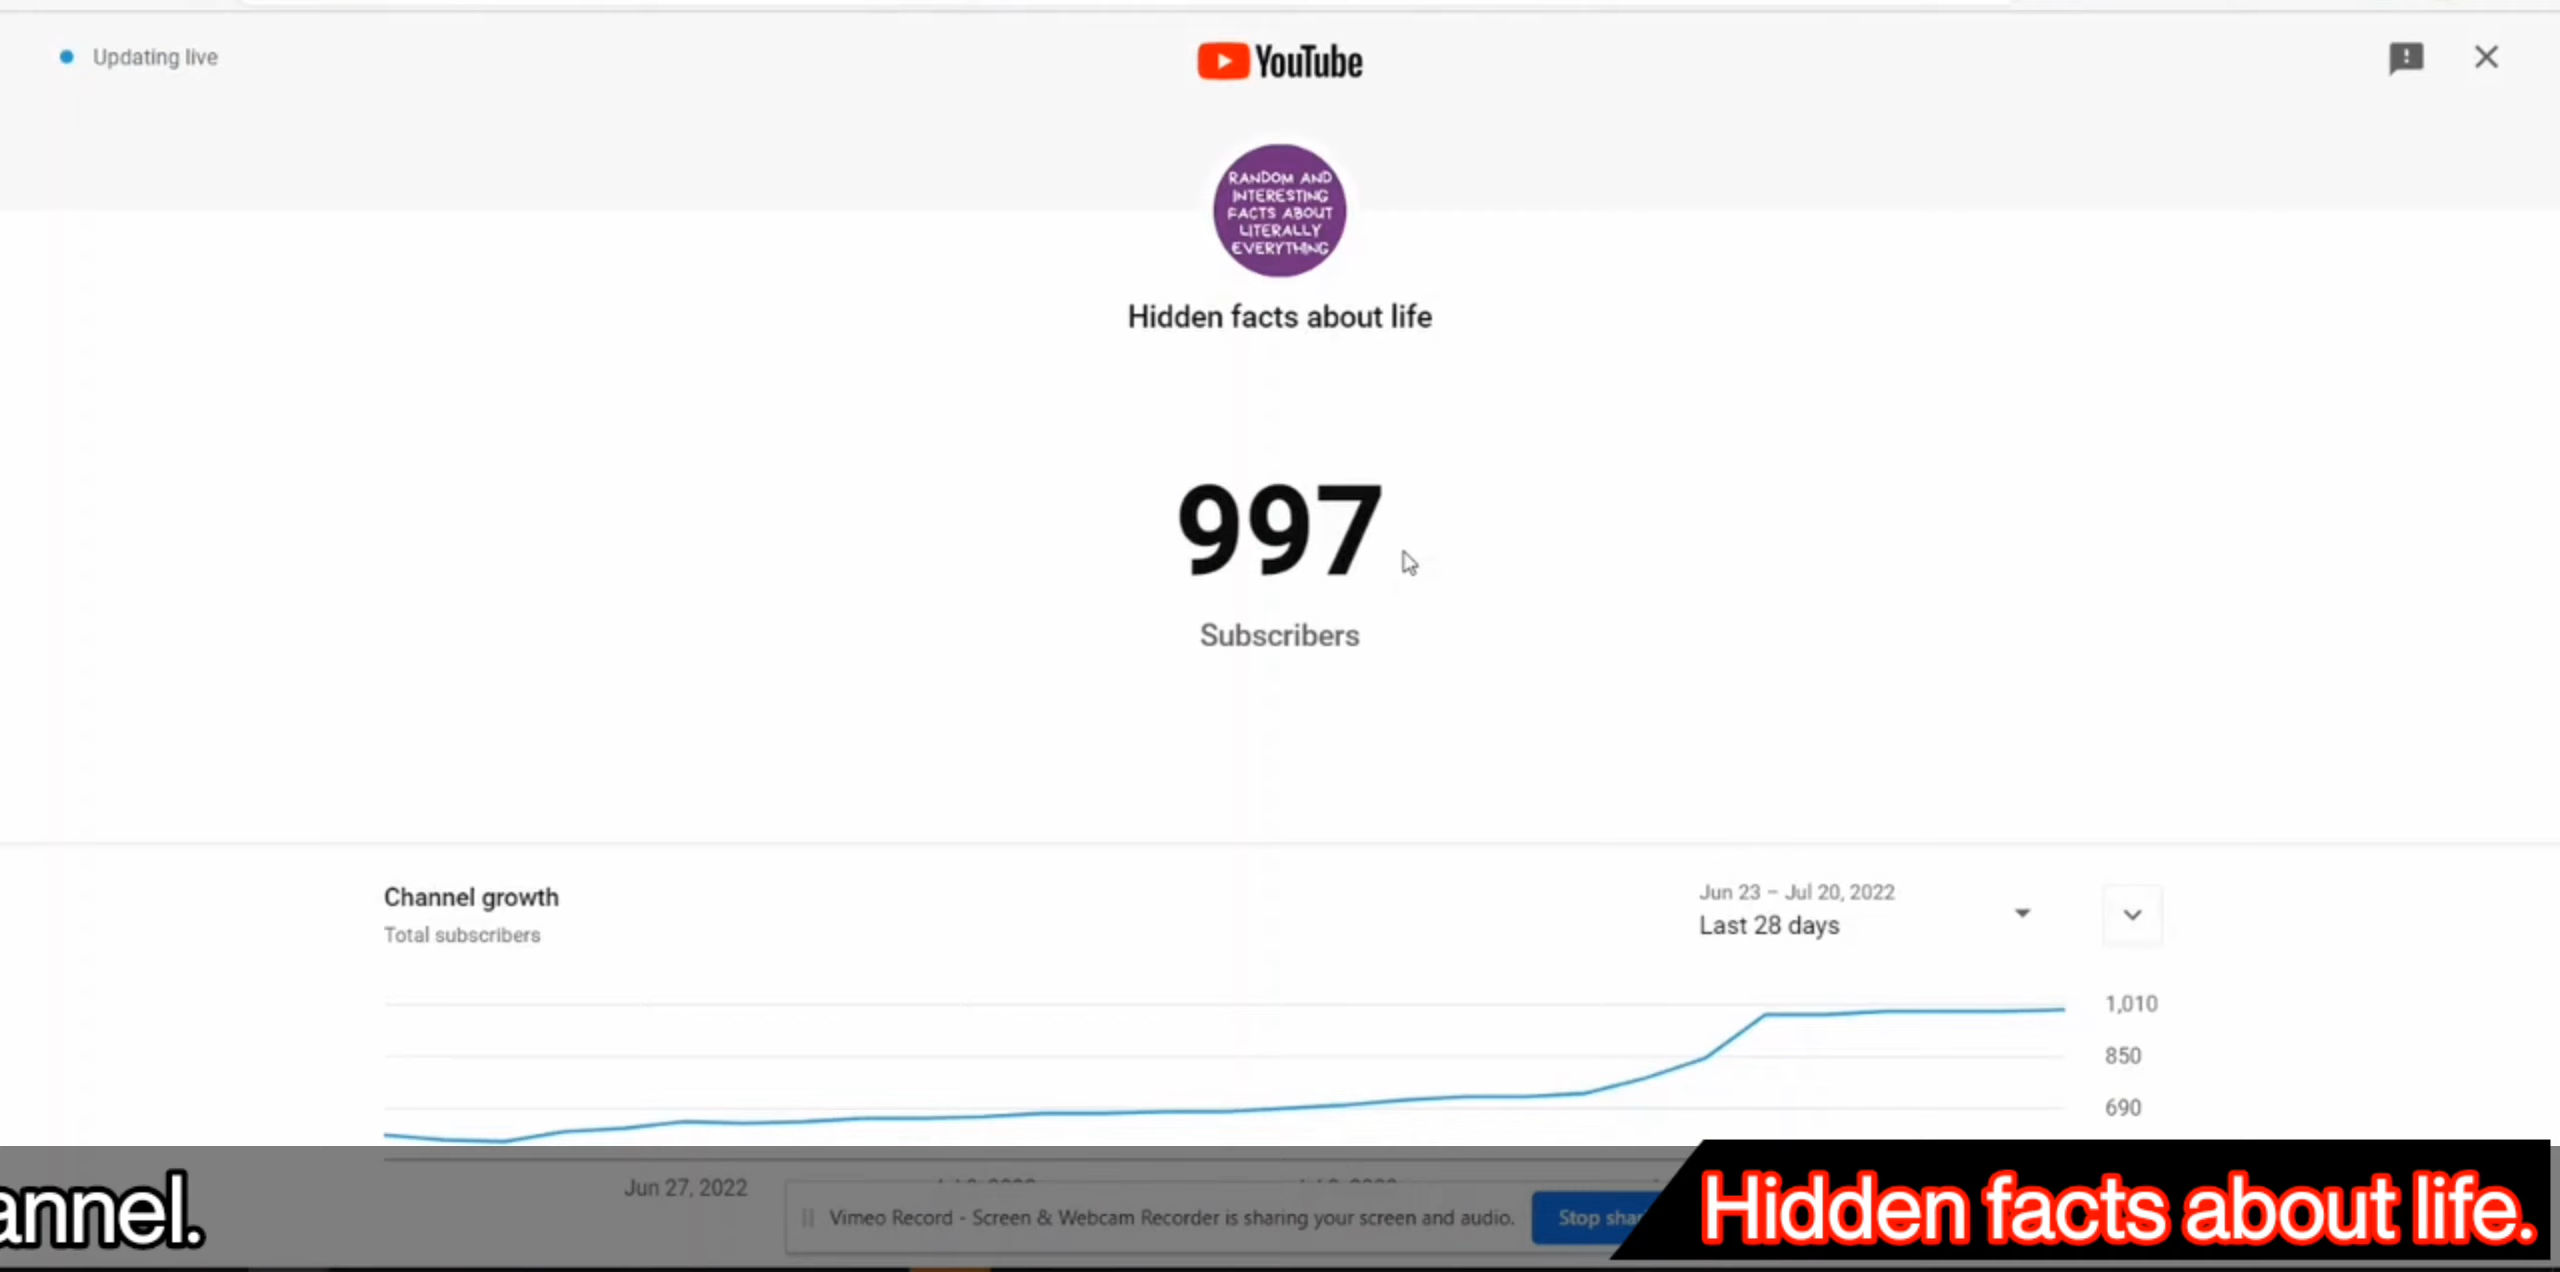 Updating live
YouTube
RANDOM AND
INTERESTING
FACTS ABOUT
LITERALLY
EVERYTHING
Hidden facts about life
997
Subscribers
Channel growth
Total subscribers
Jun 23 – Jul 20, 2022
Last 28 days
1,010
850
690
Jun 27, 2022
Vimeo Record - Screen & Webcam Recorder is sharing your screen and audio.
Stop shar
annel.
Hidden facts about life.